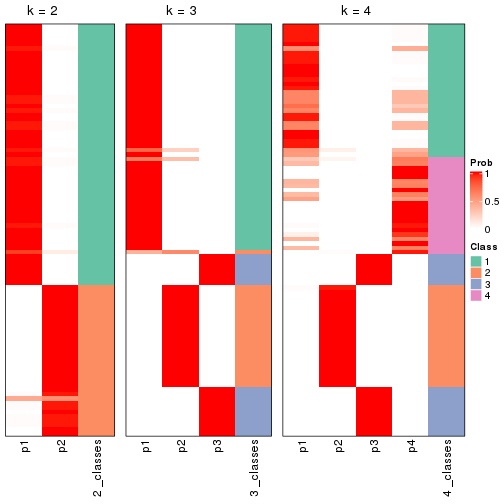 k = 2
k = 3
k = 4
Prob
1
0.5
0
Class
1
2
3
4
p1
p2
2_classes
p1
p2
p3
3_classes
p1
p2
p3
p4
4_classes